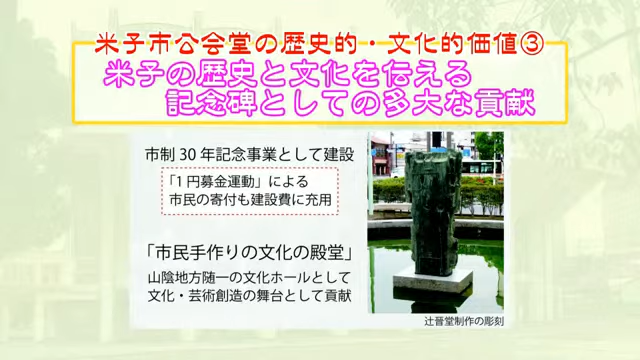 米子市公会堂の歴史的・文化的価値③
米子の歴史と文化を伝える
記念碑としての多大な貢献
市制30年記念事業として建設
「1円募金運動」による
市民の寄付も建設費に充用
「市民手作りの文化の殿堂」
山陰地方随一の文化ホールとして
文化・芸術創造の舞台として貢献
辻晉堂制作の彫刻